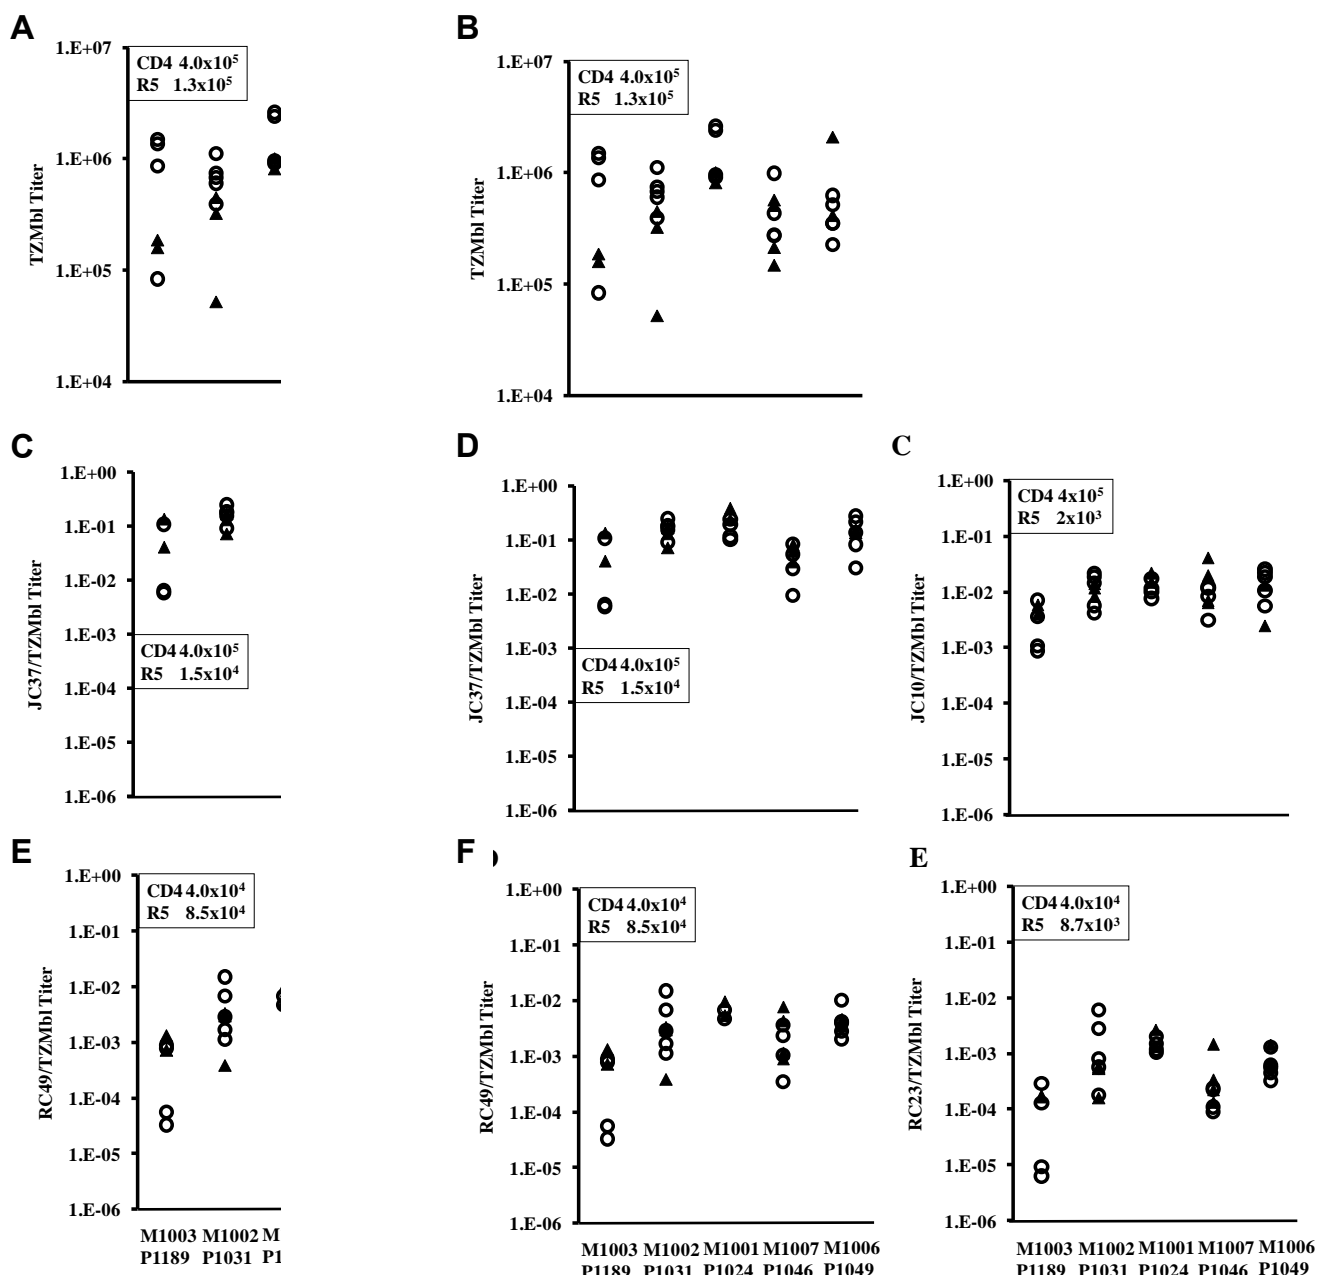 A
1.E+07
1.E+06
1.E+05
1.E+04
TZMbl Titer
CD4 4.0x10⁵
R5 1.3x10⁵
B
1.E+07
1.E+06
1.E+05
1.E+04
TZMbl Titer
CD4 4.0x10⁵
R5 1.3x10⁵
C
1.E+00
1.E-01
1.E-02
1.E-03
1.E-04
1.E-05
1.E-06
JC37/TZMbl Titer
CD4 4.0x10⁵
R5 1.5x10⁴
D
1.E+00
1.E-01
1.E-02
1.E-03
1.E-04
1.E-05
1.E-06
JC37/TZMbl Titer
CD4 4.0x10⁵
R5 1.5x10⁴
C
1.E+00
1.E-01
1.E-02
1.E-03
1.E-04
1.E-05
1.E-06
JC10/TZMbl Titer
CD4 4x10⁵
R5 2x10³
E
1.E+00
1.E-01
1.E-02
1.E-03
1.E-04
1.E-05
1.E-06
RC49/TZMbl Titer
CD4 4.0x10⁴
R5 8.5x10⁴
M1003 M1002 M
P1189 P1031 P1
F
1.E+00
1.E-01
1.E-02
1.E-03
1.E-04
1.E-05
1.E-06
RC49/TZMbl Titer
CD4 4.0x10⁴
R5 8.5x10⁴
M1003 M1002 M1001 M1007 M1006
P1189 P1031 P1024 P1046 P1049
E
1.E+00
1.E-01
1.E-02
1.E-03
1.E-04
1.E-05
1.E-06
RC23/TZMbl Titer
CD4 4.0x10⁴
R5 8.7x10³
M1003 M1002 M1001 M1007 M1006
P1189 P1031 P1024 P1046 P1049